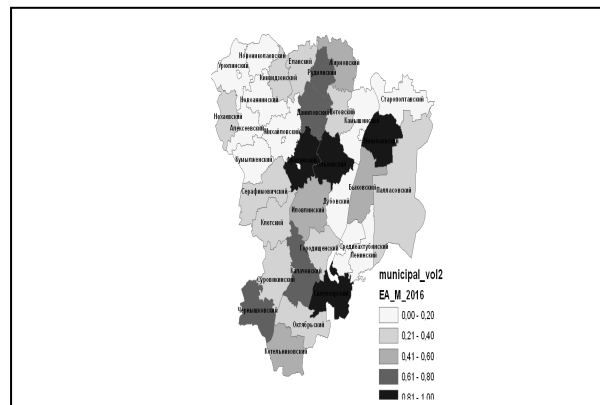 Новониколаевский
Урюпинский
Еланский
Жирновский
Руднянский
Киквидзенский
Новоаннинский
Старополтавский
Нехаевский
Даниловский
Котовский
Камышинский
Алексеевский
Михайловский
Кумылженский
Серафимовичский
Быковский
Палласовский
Дубовский
Иловлинский
Клетский
Городищенский
Среднеахтубинский
Ленинский
Суровикинский
Калачевский
Чернышковский
Октябрьский
Котельниковский
municipal_vol2
EA_M_2016
0,00 - 0,20
0,21 - 0,40
0,41 - 0,60
0,61 - 0,80
0,81 - 1,00